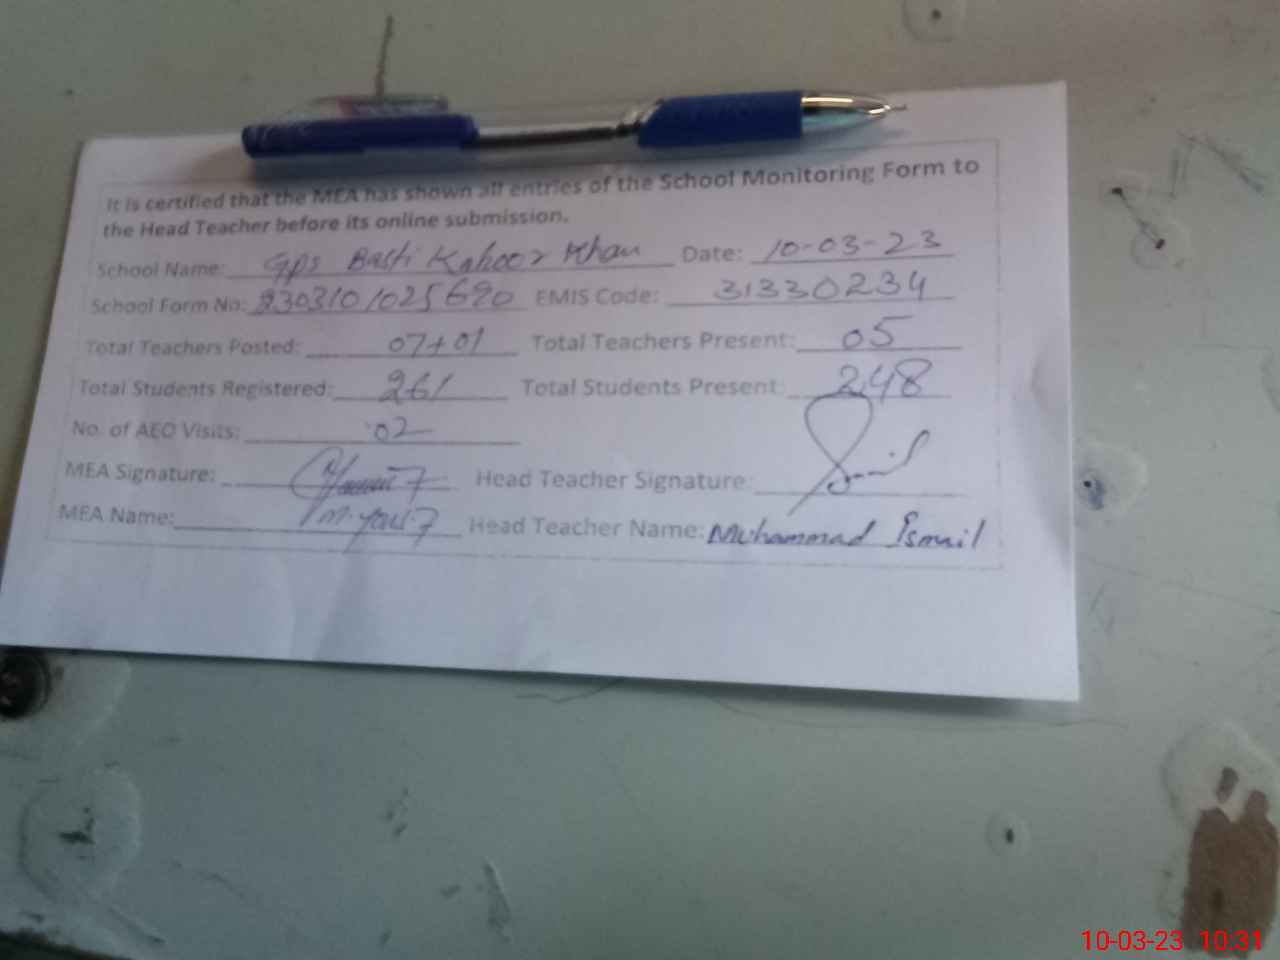 It is certified that the MEA has shown all entries of the School Monitoring Form to
the Head Teacher before its online submission.
School Name: GPS Basti Kahoor Khan Date: 10-03-23
School Form No: 2303101025690 EMIS Code: 31330234
Total Teachers Posted: 07+01 Total Teachers Present: 05
Total Students Registered: 261 Total Students Present: 248
No. of AEO Visits: 02
MEA Signature: Head Teacher Signature:
MEA Name: Head Teacher Name: Muhammad Ismail
10-03-23 10:31